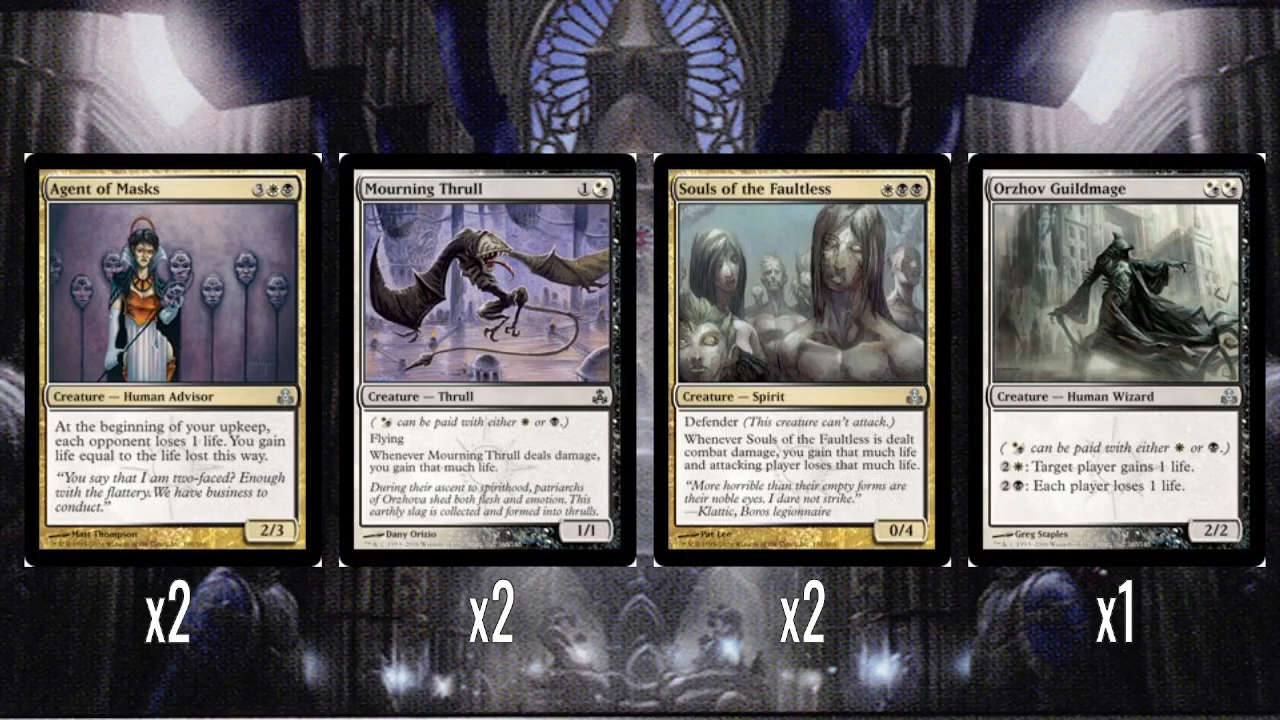 Agent of Masks
3
Creature — Human Advisor
At the beginning of your upkeep,
each opponent loses 1 life. You gain
life equal to the life lost this way.
“You say that I am two-faced? Enough
with the flattery. We have business to
conduct.”
2/3
Matt Thompson
x2
Mourning Thrull
1
Creature — Thrull
( can be paid with either or .)
Flying
Whenever Mourning Thrull deals damage,
you gain that much life.
During their ascent to spirithood, patriarchs
of Orzhova shed both flesh and emotion. This
earthly slag is collected and formed into thrulls.
1/1
Dany Orizio
x2
Souls of the Faultless
Creature — Spirit
Defender (This creature can’t attack.)
Whenever Souls of the Faultless is dealt
combat damage, you gain that much life
and attacking player loses that much life.
“More horrible than their empty forms are
their noble eyes. I dare not strike.”
—Klattic, Boros legionnaire
0/4
Pat Lee
x2
Orzhov Guildmage
Creature — Human Wizard
( can be paid with either or .)
2 : Target player gains 1 life.
2 : Each player loses 1 life.
2/2
Greg Staples
x1